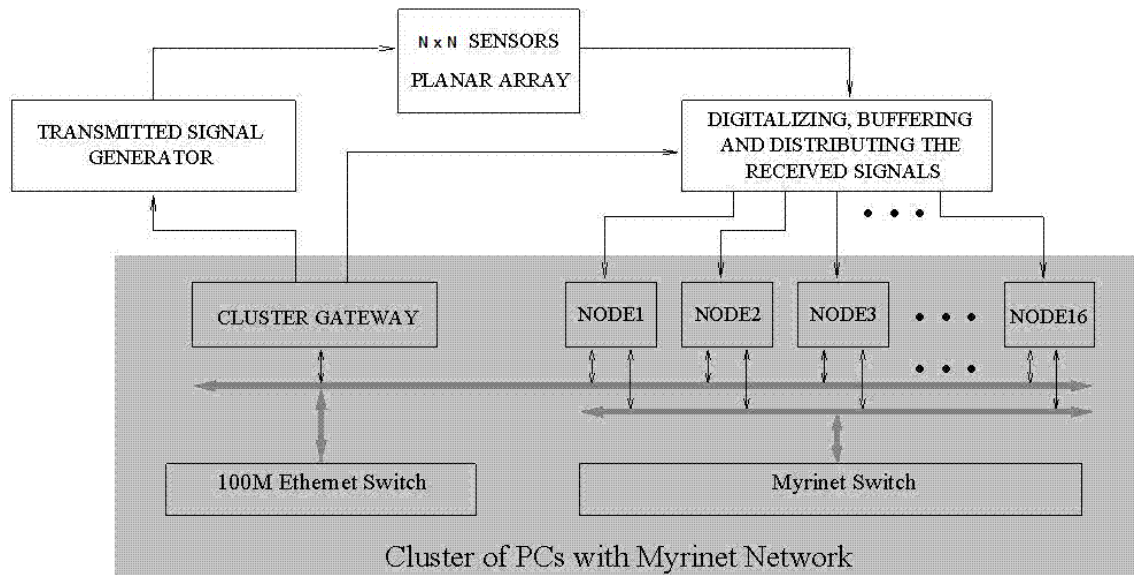 N x N SENSORS
PLANAR ARRAY
TRANSMITTED SIGNAL
GENERATOR
DIGITALIZING, BUFFERING
AND DISTRIBUTING THE
RECEIVED SIGNALS
CLUSTER GATEWAY
NODE1
NODE2
NODE3
NODE16
100M Ethernet Switch
Myrinet Switch
Cluster of PCs with Myrinet Network